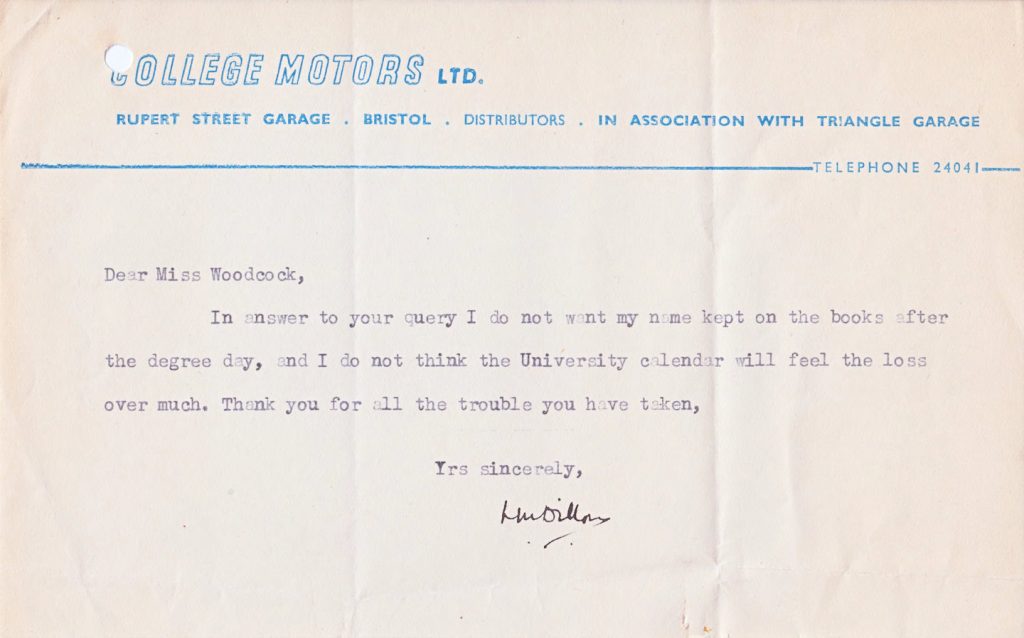 COLLEGE MOTORS LTD.
RUPERT STREET GARAGE . BRISTOL . DISTRIBUTORS . IN ASSOCIATION WITH TRIANGLE GARAGE
TELEPHONE 24041
Dear Miss Woodcock,
In answer to your query I do not want my name kept on the books after
the degree day, and I do not think the University calendar will feel the loss
over much. Thank you for all the trouble you have taken,
Yrs sincerely,
LMDillon